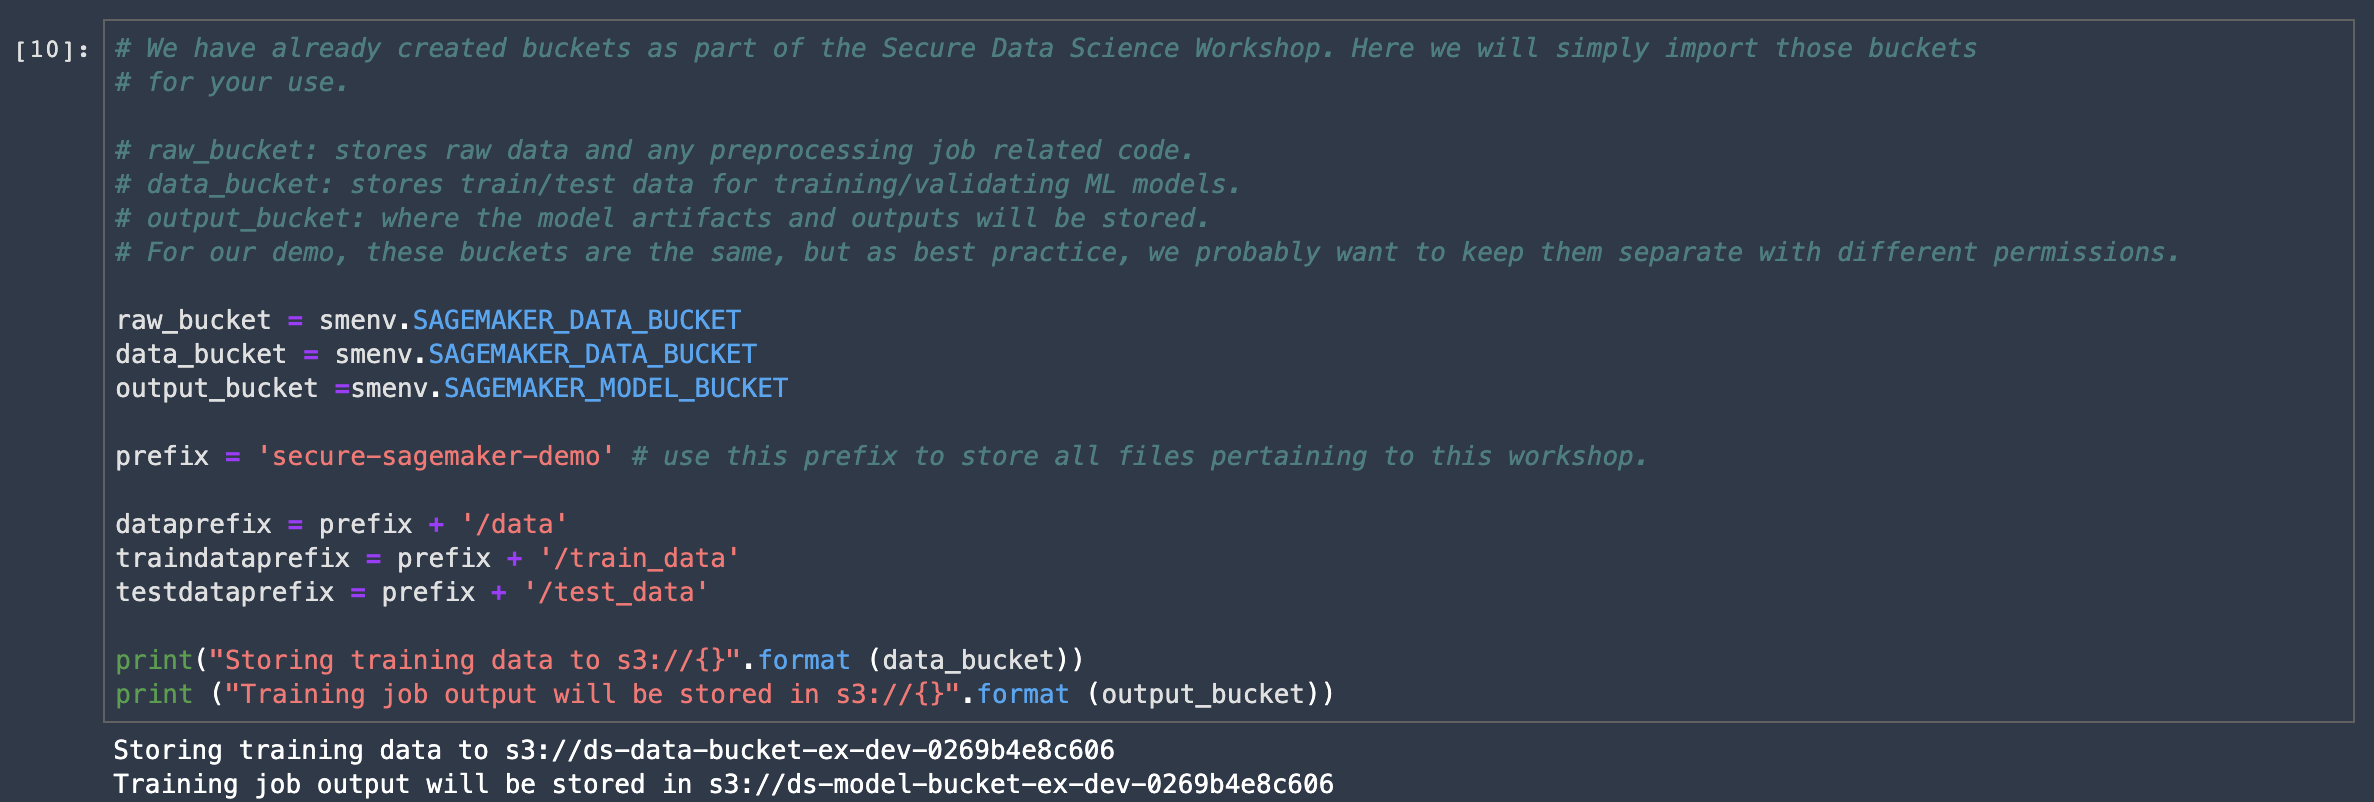 [10]:
# We have already created buckets as part of the Secure Data Science Workshop. Here we will simply import those buckets
# for your use.
# raw_bucket: stores raw data and any preprocessing job related code.
# data_bucket: stores train/test data for training/validating ML models.
# output_bucket: where the model artifacts and outputs will be stored.
# For our demo, these buckets are the same, but as best practice, we probably want to keep them separate with different permissions.
raw_bucket = smenv.SAGEMAKER_DATA_BUCKET
data_bucket = smenv.SAGEMAKER_DATA_BUCKET
output_bucket =smenv.SAGEMAKER_MODEL_BUCKET
prefix = 'secure-sagemaker-demo' # use this prefix to store all files pertaining to this workshop.
dataprefix = prefix + '/data'
traindataprefix = prefix + '/train_data'
testdataprefix = prefix + '/test_data'
print("Storing training data to s3://{}".format (data_bucket))
print ("Training job output will be stored in s3://{}".format (output_bucket))
Storing training data to s3://ds-data-bucket-ex-dev-0269b4e8c606
Training job output will be stored in s3://ds-model-bucket-ex-dev-0269b4e8c606